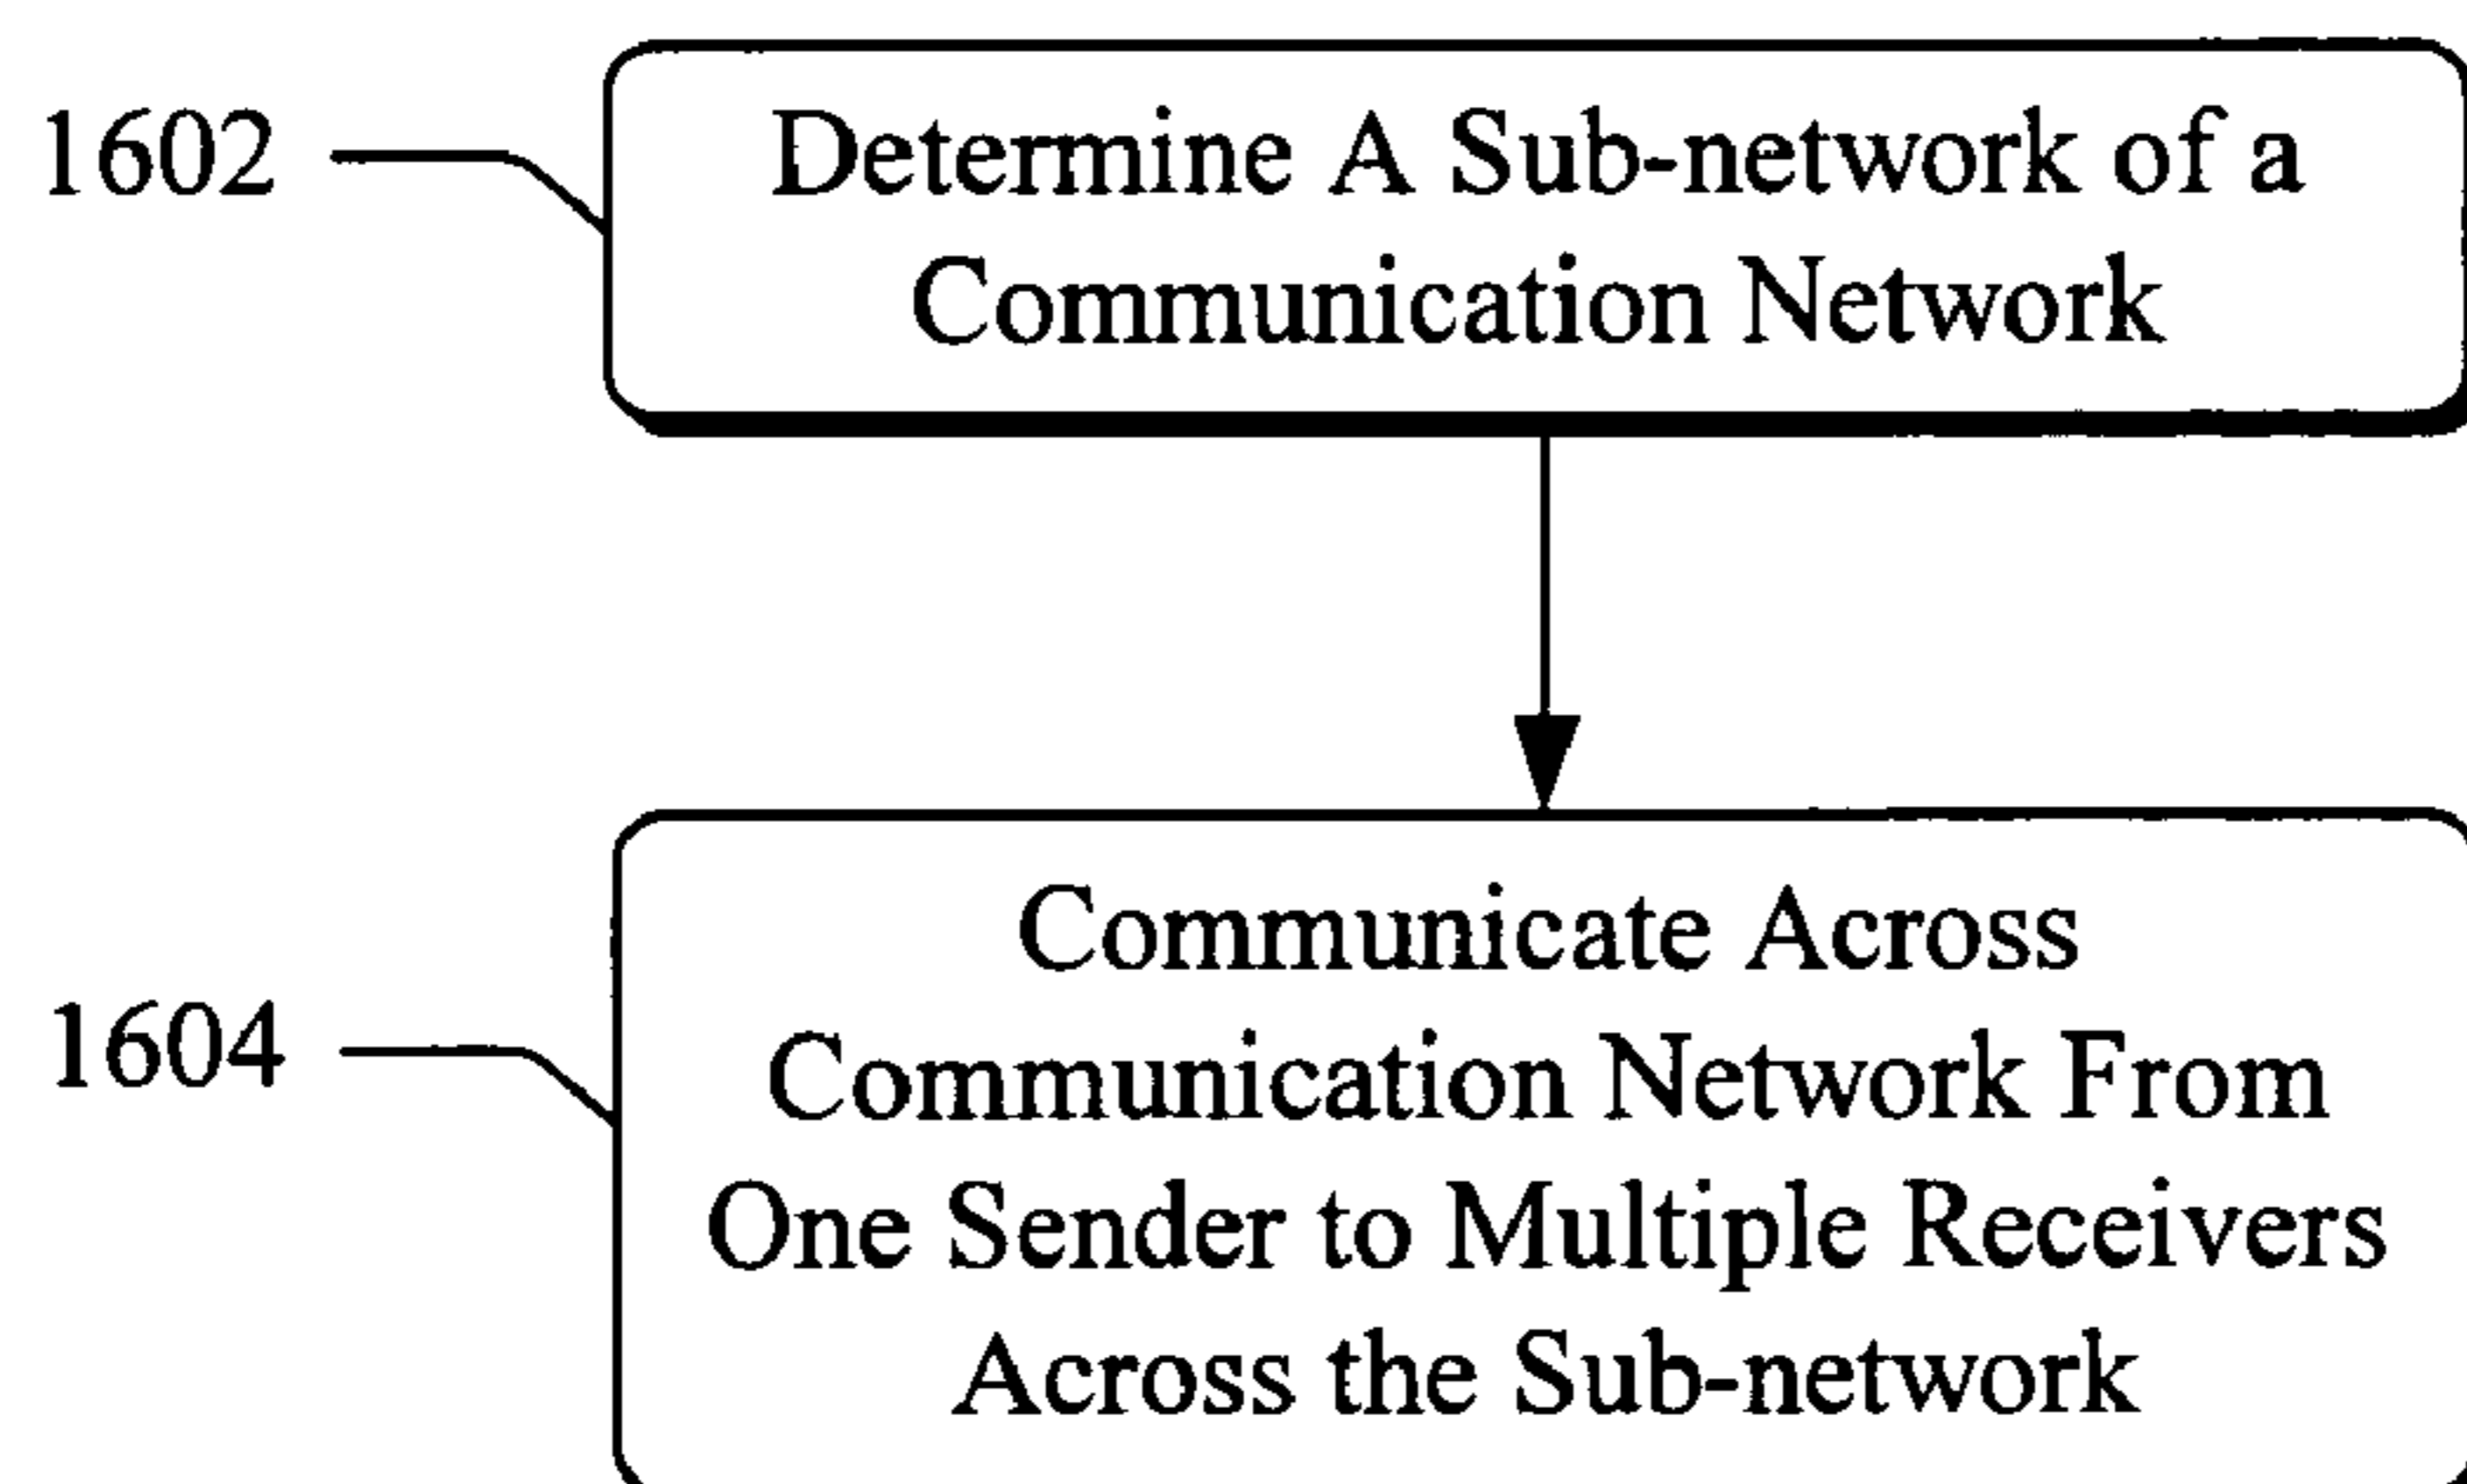 1602
Determine A Sub-network of a
Communication Network
1604
Communicate Across
Communication Network From
One Sender to Multiple Receivers
Across the Sub-network